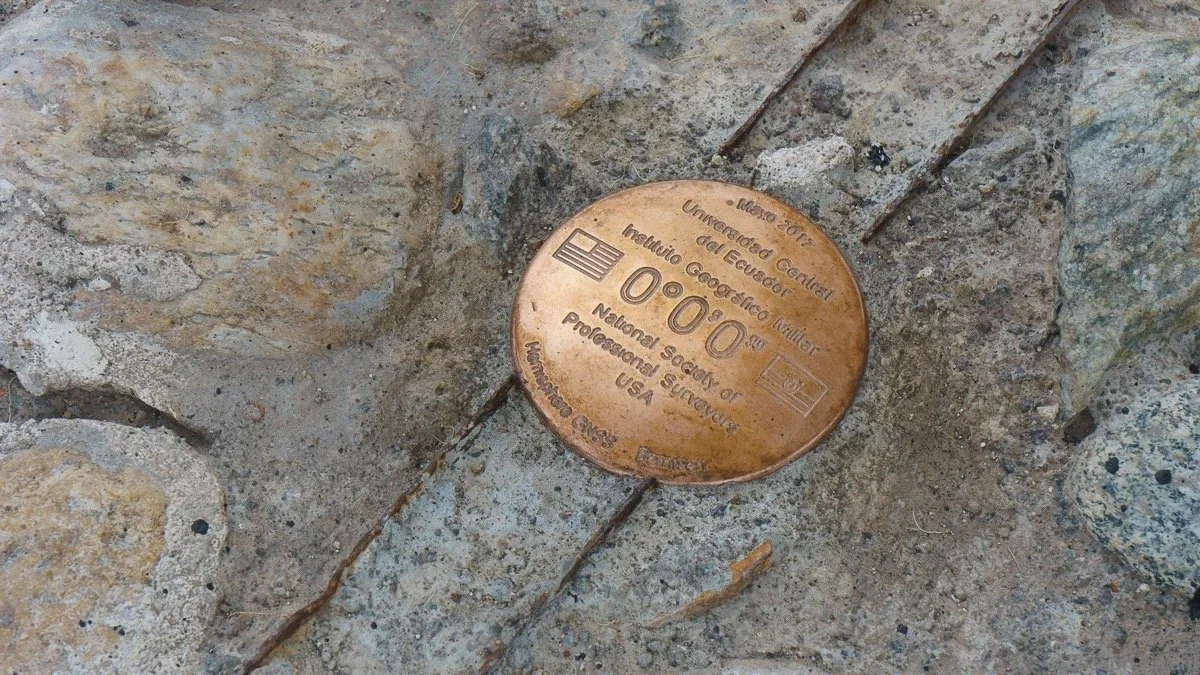 Mayo 2017
Universidad Central
del Ecuador
Instituto Geográfico Militar
0°0'0"
National Society of
Professional Surveyors
USA
Hemisphere GNSS